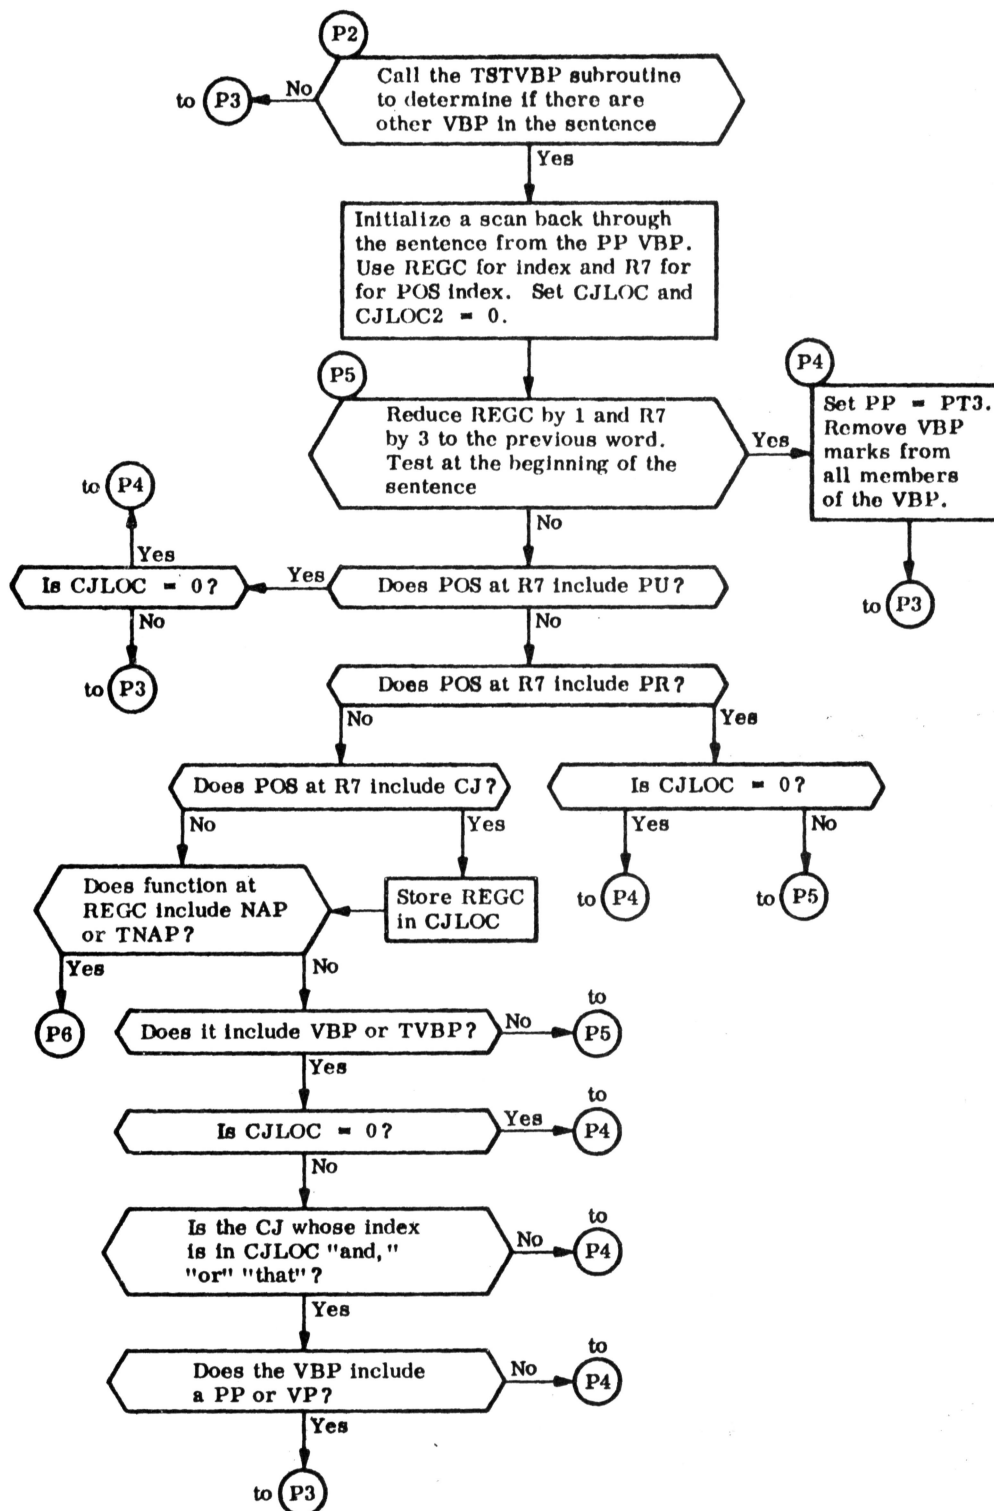 P2
Call the TSTVBP subroutine
to determine if there are
other VBP in the sentence
No
to P3
Yes
Initialize a scan back through
the sentence from the PP VBP.
Use REGC for index and R7 for
for POS index. Set CJLOC and
CJLOC2 = 0.
P5
Reduce REGC by 1 and R7
by 3 to the previous word.
Test at the beginning of the
sentence
Yes
P4
Set PP = PT3.
Remove VBP
marks from
all members
of the VBP.
to P3
No
Does POS at R7 include PU?
Yes
Is CJLOC = 0?
Yes
to P4
No
to P3
No
Does POS at R7 include PR?
No
Yes
Does POS at R7 include CJ?
Is CJLOC = 0?
Yes
to P4
No
to P5
No
Yes
Store REGC
in CJLOC
Does function at
REGC include NAP
or TNAP?
Yes
P6
No
Does it include VBP or TVBP?
No
to
P5
Yes
Is CJLOC = 0?
Yes
to
P4
No
Is the CJ whose index
is in CJLOC "and,"
"or" "that"?
No
to
P4
Yes
Does the VBP include
a PP or VP?
No
to
P4
Yes
to P3